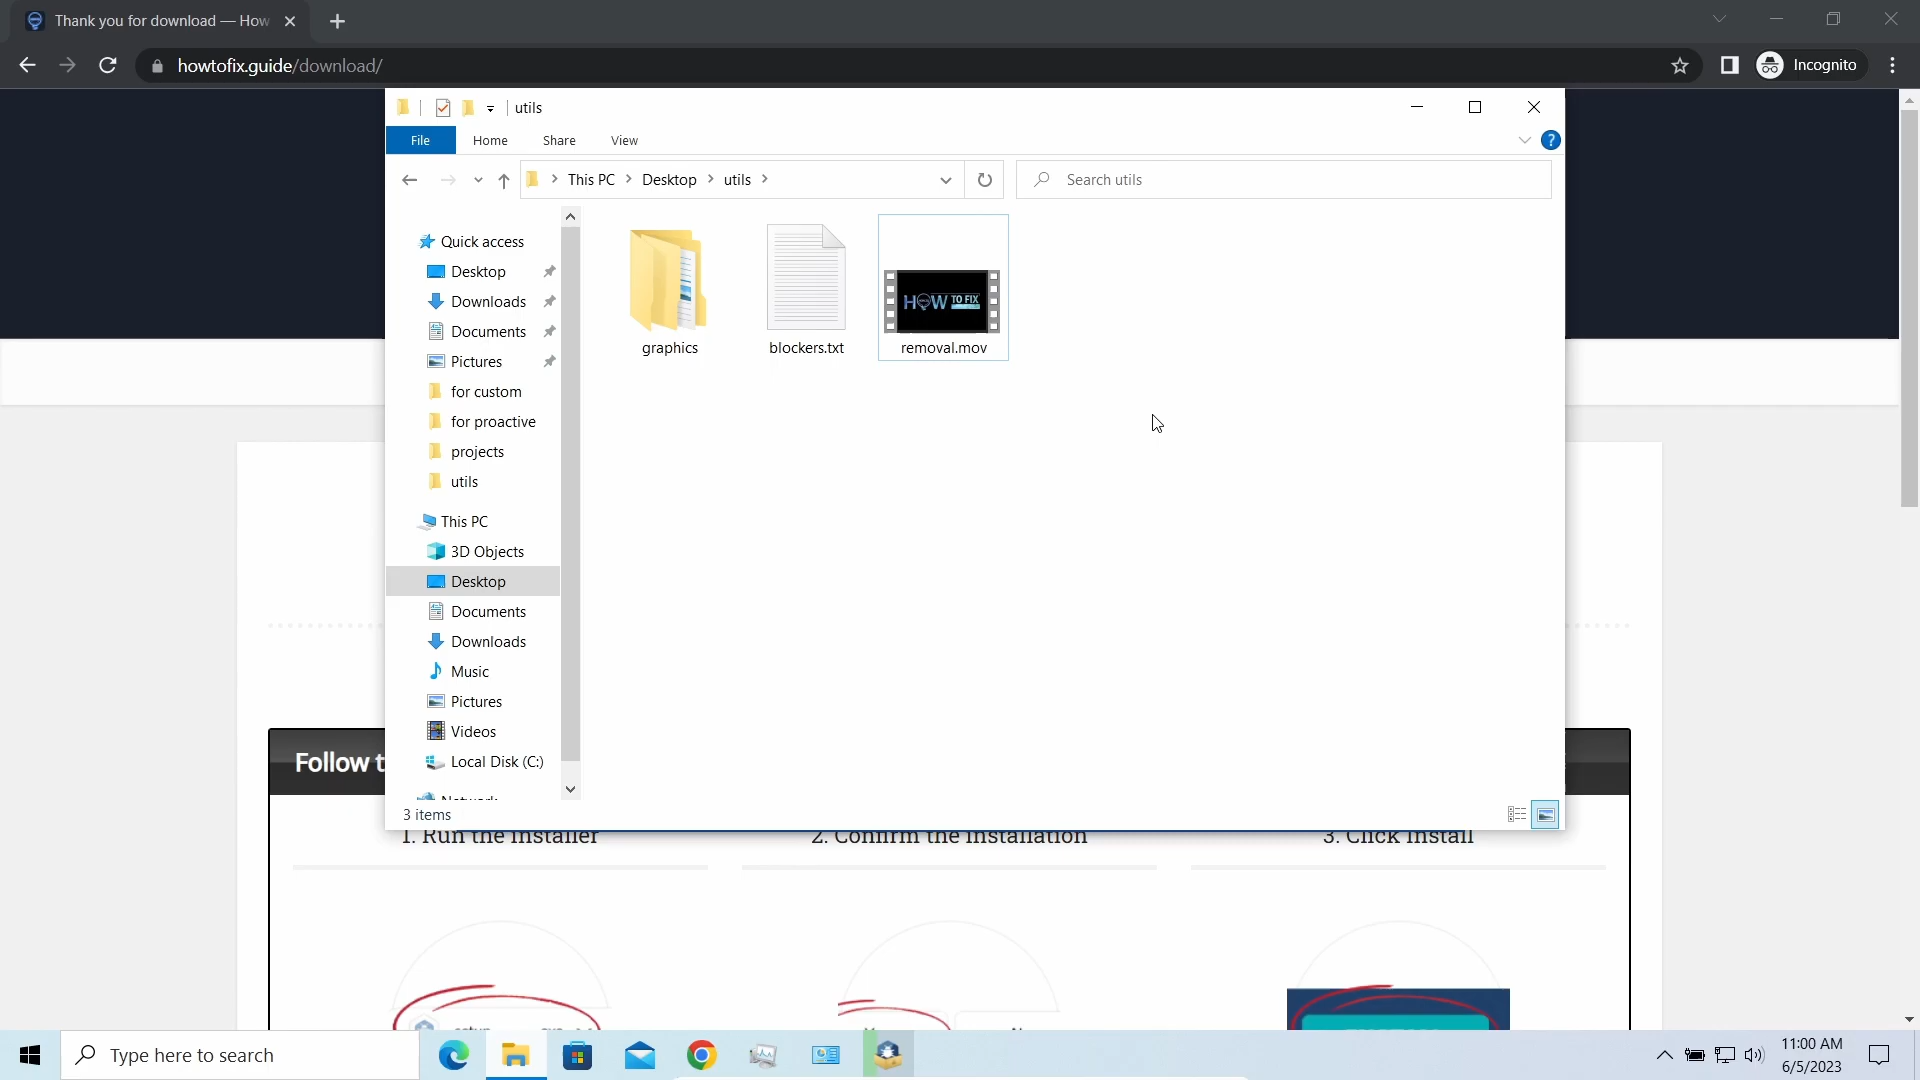 Thank you for download — How
howtofix.guide/download/
Incognito
utils
File
Home
Share
View
This PC
Desktop
utils
Search utils
Quick access
Desktop
Downloads
Documents
Pictures
for custom
for proactive
projects
utils
This PC
3D Objects
Desktop
Documents
Downloads
Music
Pictures
Videos
Local Disk (C:)
Network
graphics
blockers.txt
HOW TO FIX
removal.mov
3 items
Follow t
1. Run the Installer
2. Confirm the installation
3. Click Install
Type here to search
11:00 AM
6/5/2023